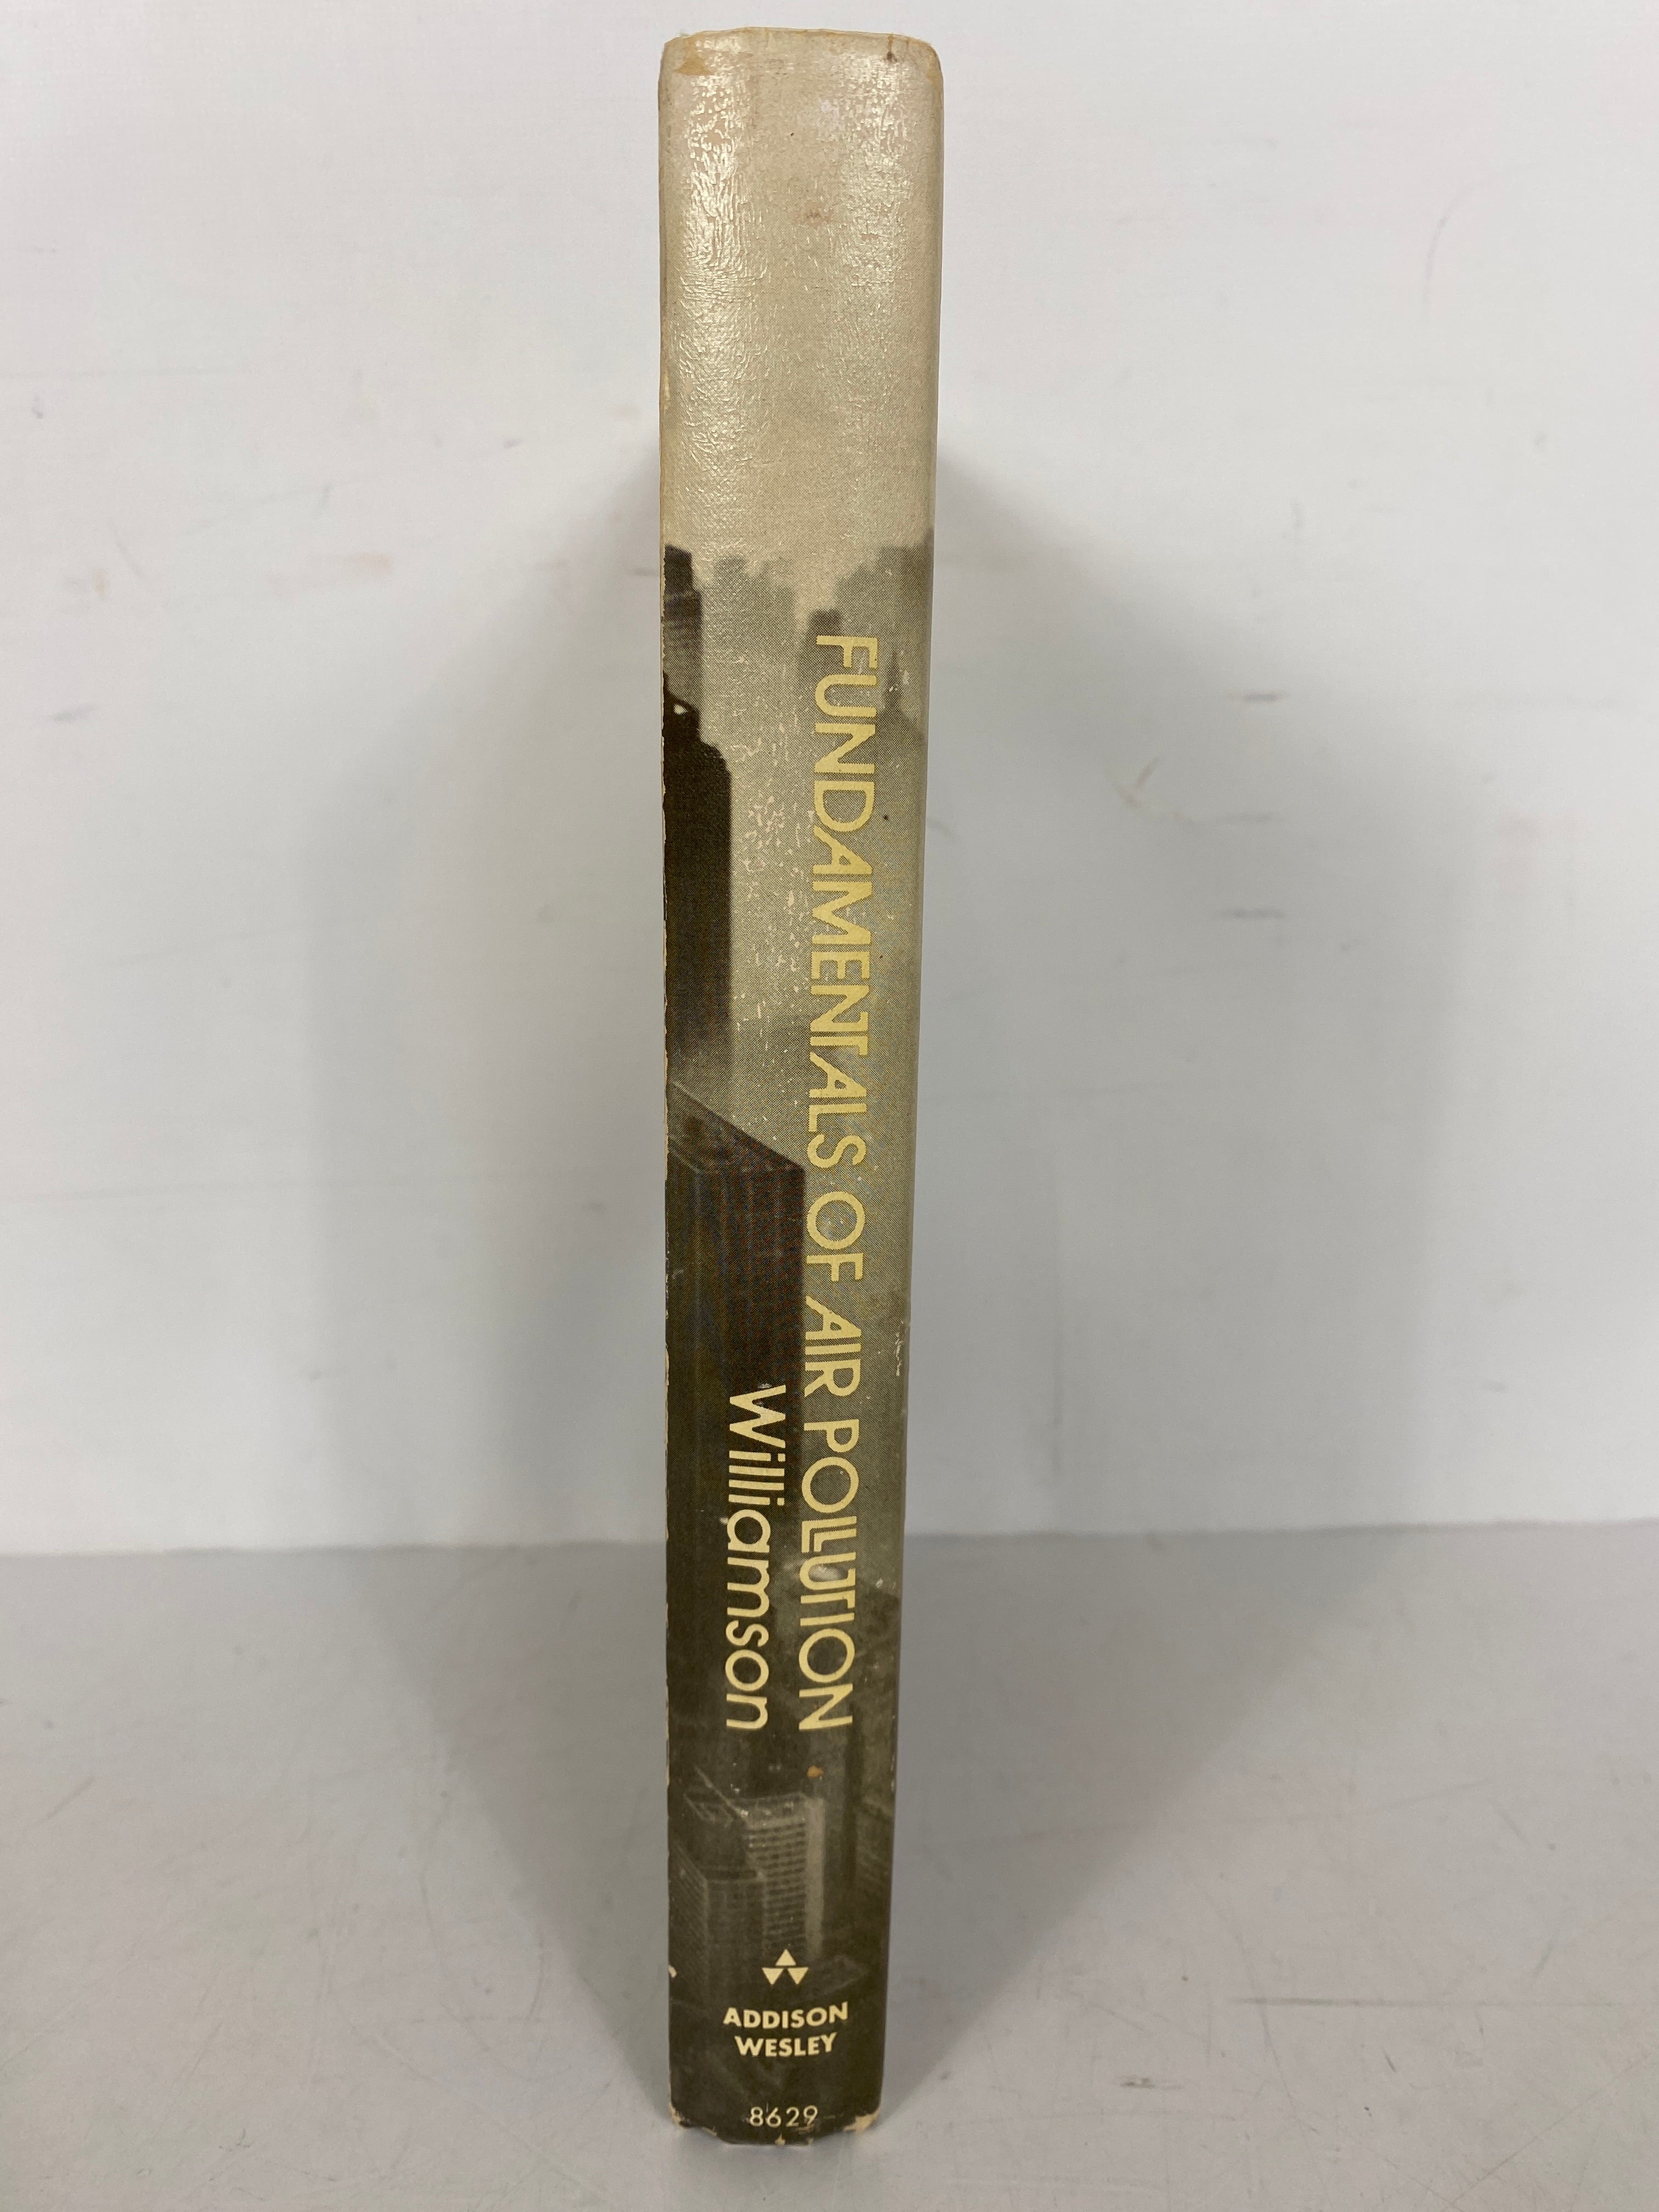 FUNDAMENTALS OF AIR POLLUTION
Williamson
ADDISON
WESLEY
8629